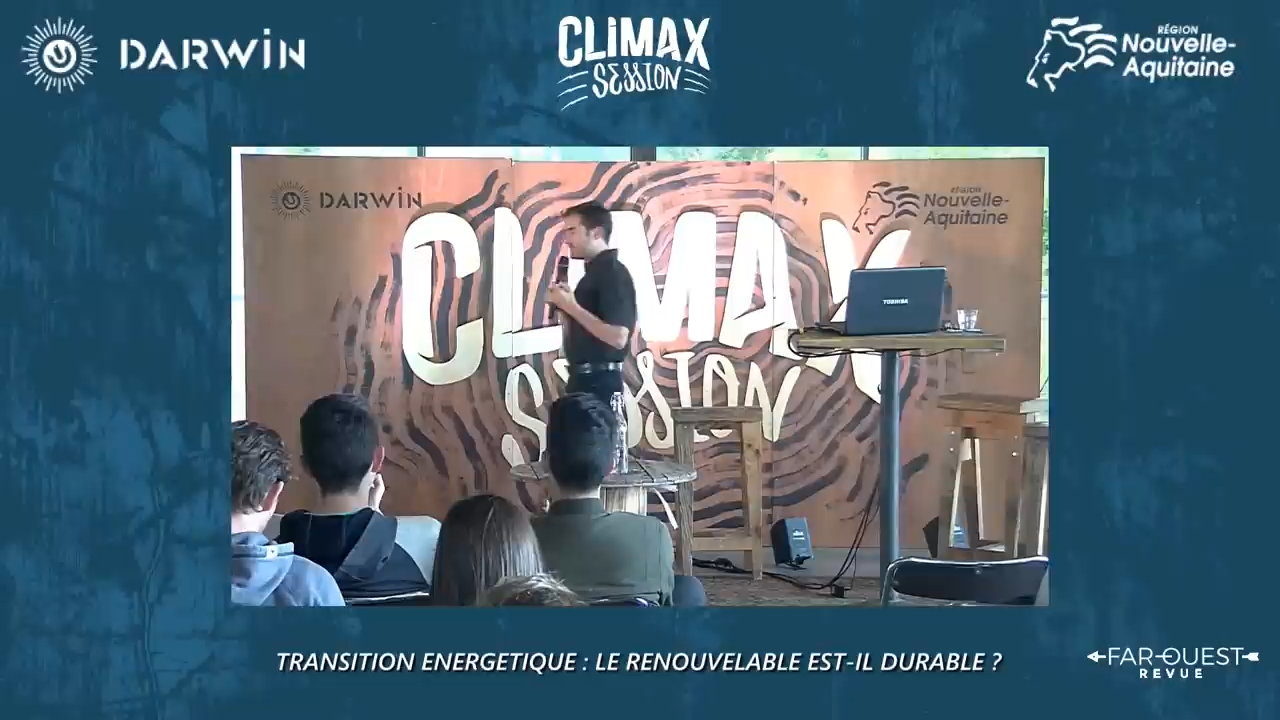 DARWIN
CLIMAX
SESSION
RÉGION
Nouvelle-
Aquitaine
DARWIN
RÉGION
Nouvelle-
Aquitaine
CLIMAX
SESSION
TOSHIBA
TRANSITION ENERGETIQUE : LE RENOUVELABLE EST-IL DURABLE ?
FAR OUEST
REVUE